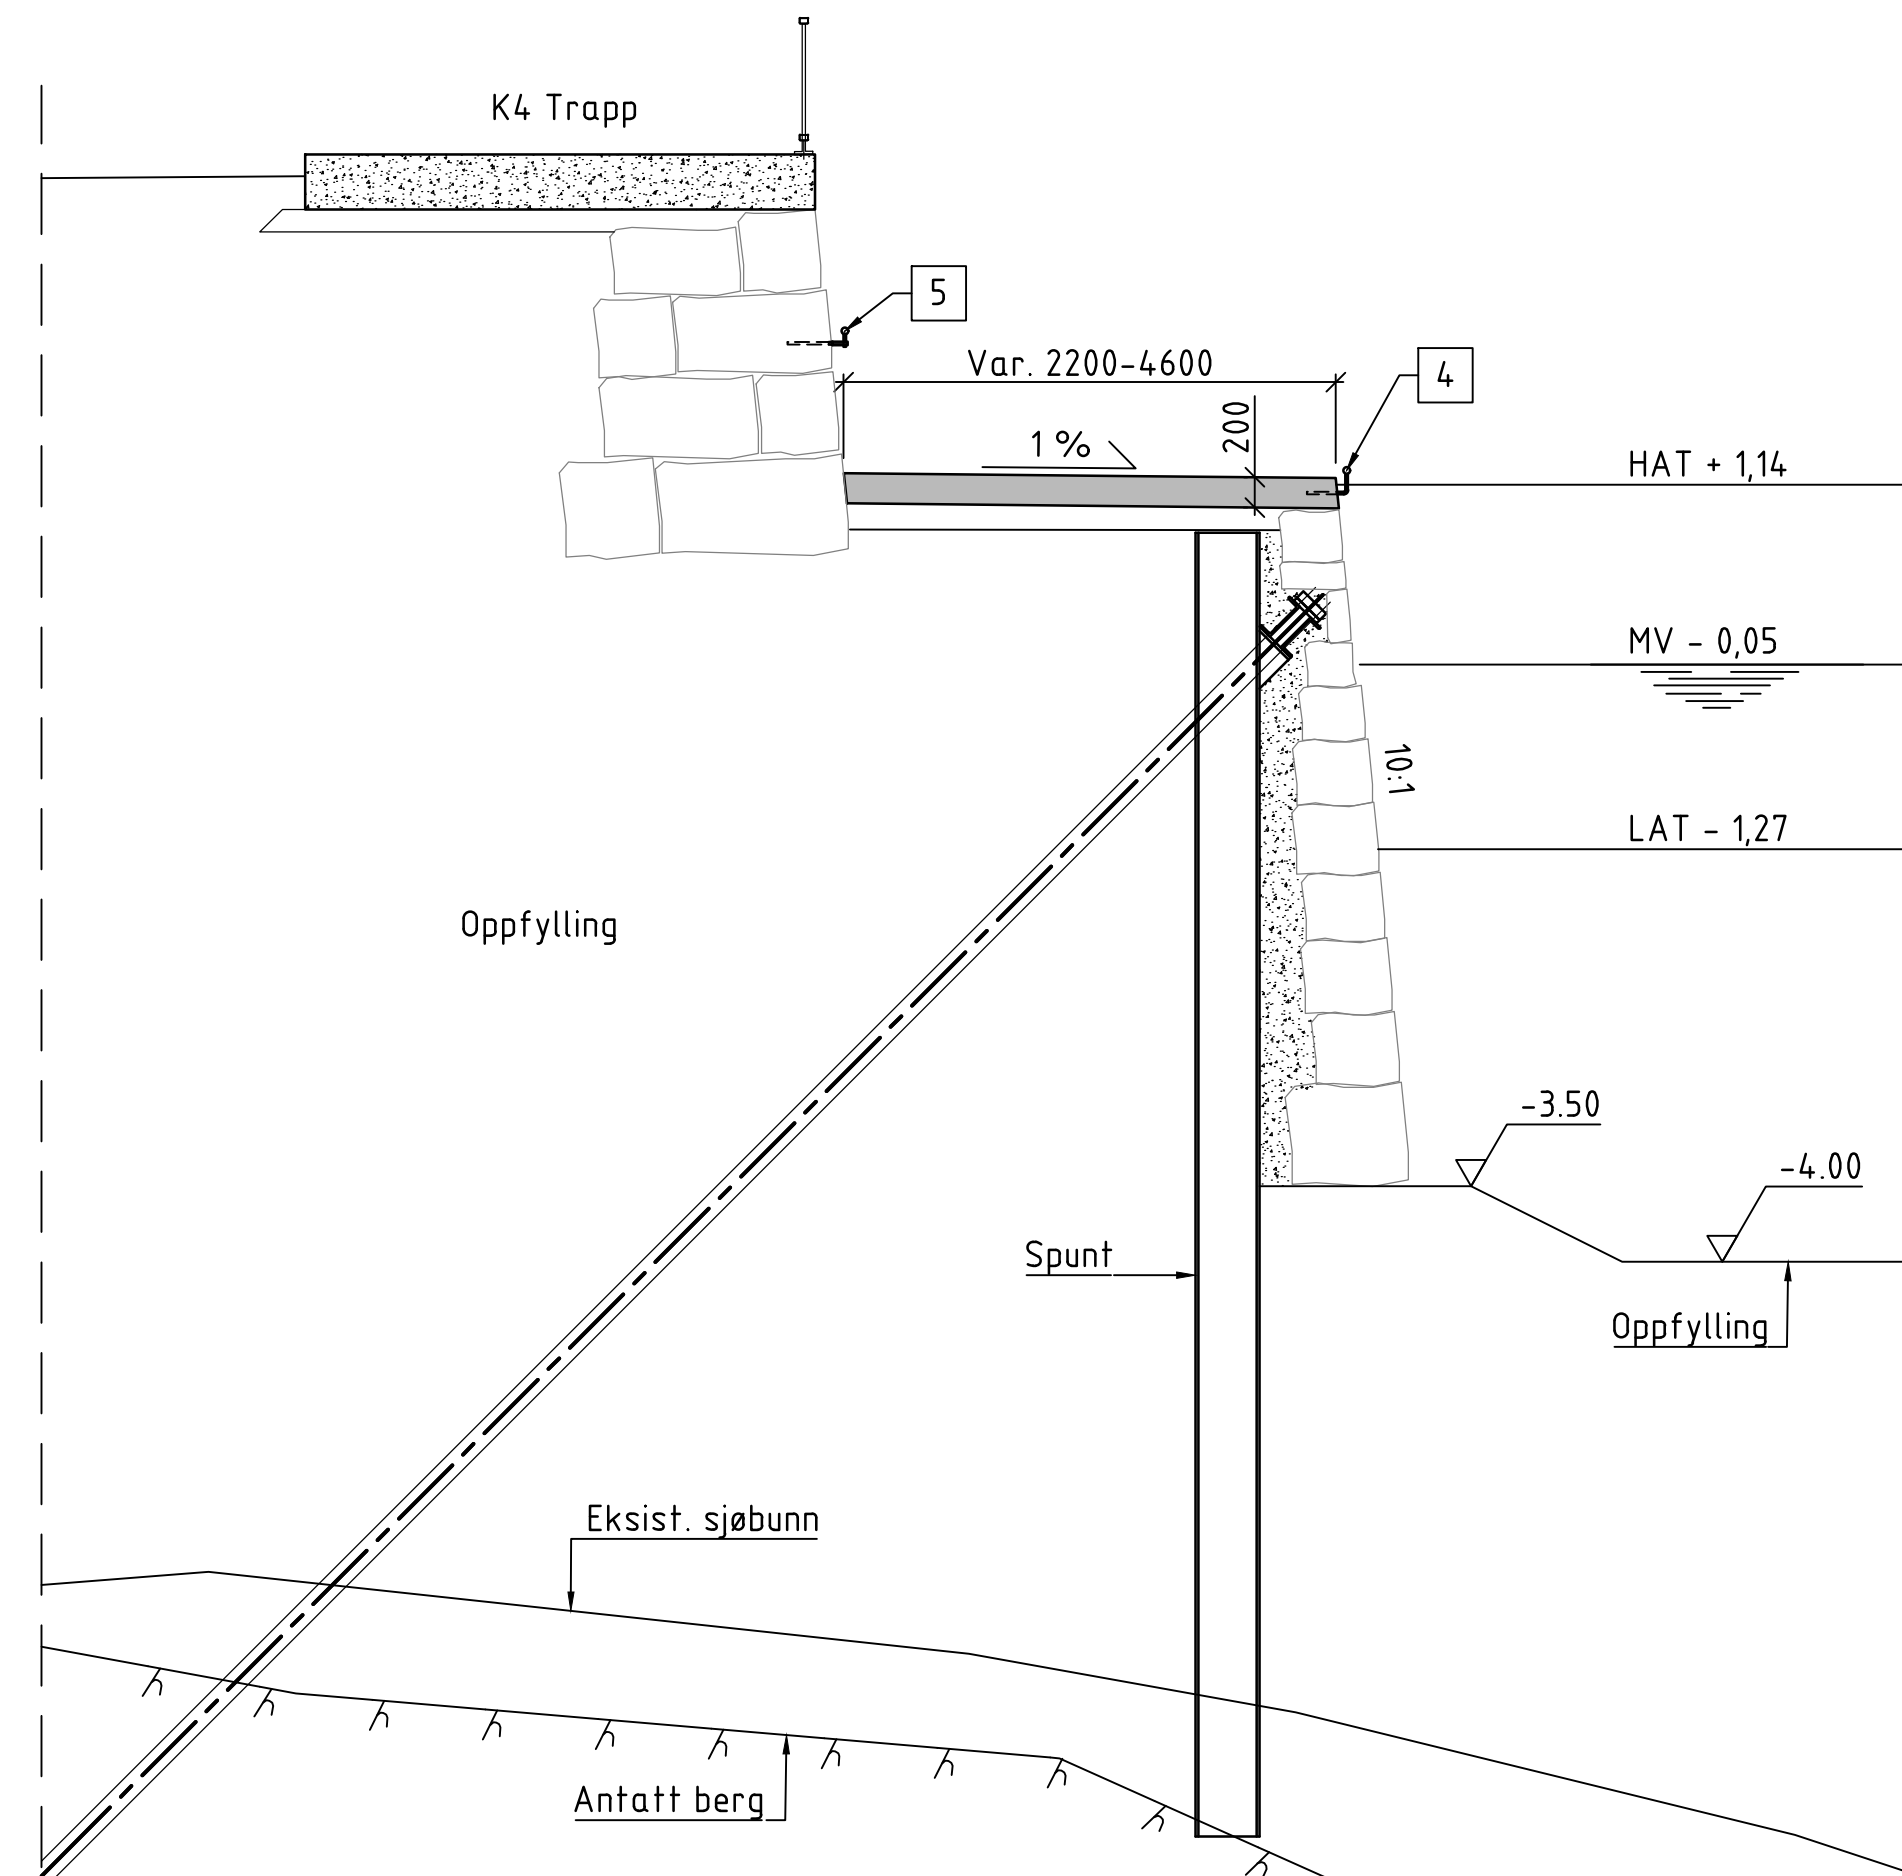 K4 Trapp
5
Var. 2200-4600
4
200
1 %
HAT + 1,14
MV - 0,05
10:1
LAT - 1,27
Oppfylling
-3.50
-4.00
Spunt
Oppfylling
Eksist. sjøbunn
Antatt berg